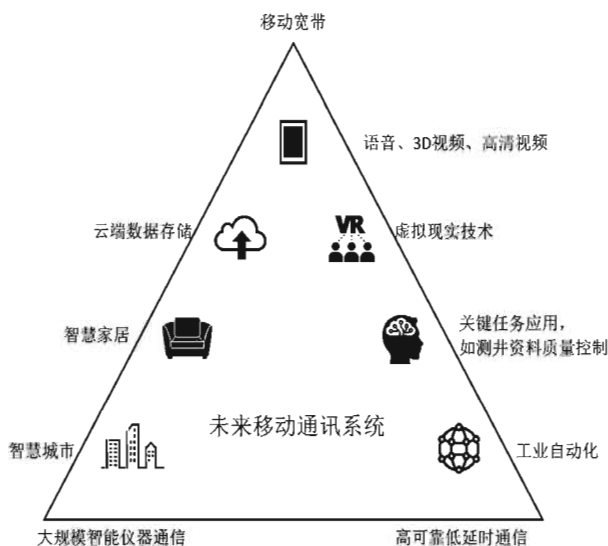 移动宽带
语音、3D视频、高清视频
云端数据存储
VR
虚拟现实技术
智慧家居
关键任务应用，
如测井资料质量控制
未来移动通讯系统
智慧城市
工业自动化
大规模智能仪器通信
高可靠低延时通信